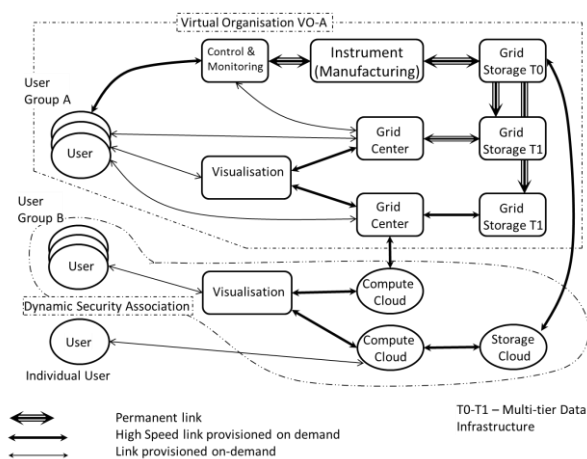 Virtual Organisation VO-A
Control &
Monitoring
Instrument
(Manufacturing)
Grid
Storage T0
User
Group A
User
Visualisation
Grid
Center
Grid
Storage T1
Grid
Center
Grid
Storage T1
User
Group B
User
Visualisation
Compute
Cloud
Dynamic Security Association
User
Compute
Cloud
Storage
Cloud
Individual User
Permanent link
High Speed link provisioned on demand
Link provisioned on-demand
T0-T1 – Multi-tier Data
Infrastructure